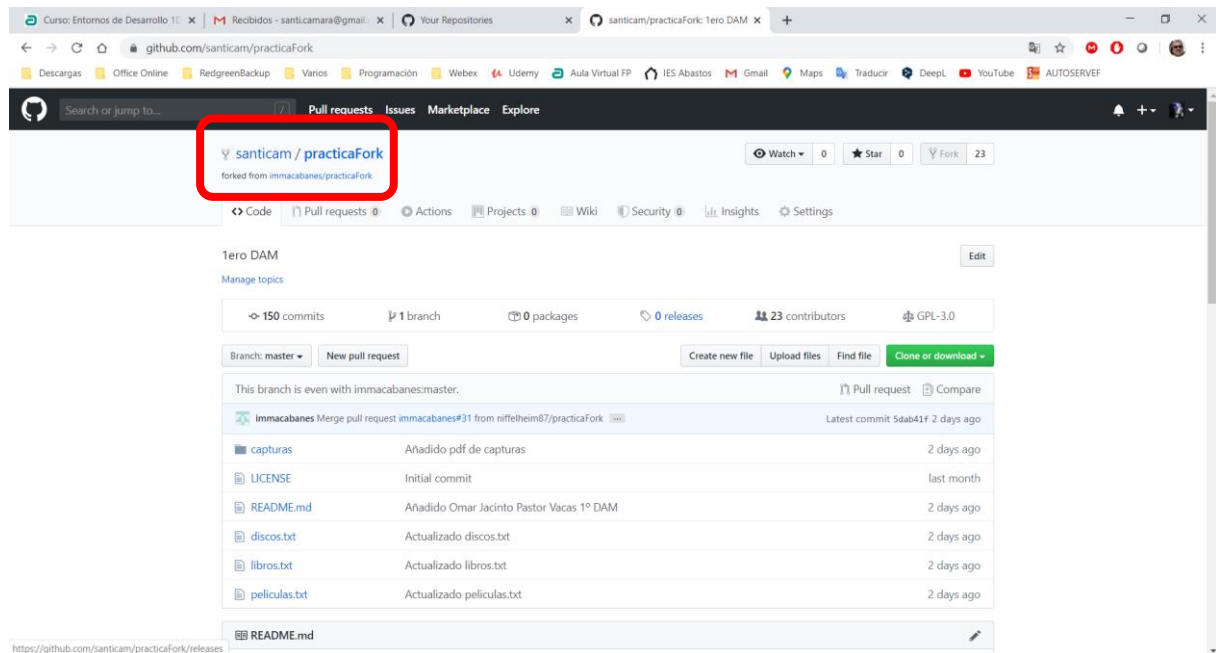 Curso: Entornos de Desarrollo 1D
Recibidos - santi.camara@gmail.
Your Repositories
santicam/practicaFork: 1ero DAM
github.com/santicam/practicaFork
Descargas Office Online RedgreenBackup Varios Programación Webex Udemy Aula Virtual FP IES Abastos Gmail Maps Traducir DeepL YouTube AUTOSERVEF
Search or jump to... / Pull requests Issues Marketplace Explore
santicam / practicaFork Watch 0 Star 0 Fork 23
forked from immacabanes/practicaFork
Code Pull requests 0 Actions Projects 0 Wiki Security 0 Insights Settings
1ero DAM Edit
Manage topics
150 commits 1 branch 0 packages 0 releases 23 contributors GPL-3.0
Branch: master New pull request Create new file Upload files Find file Clone or download
This branch is even with immacabanes:master. Pull request Compare
immacabanes Merge pull request immacabanes#31 from niffelheim87/practicaFork ... Latest commit 5dab41f 2 days ago
capturas Añadido pdf de capturas 2 days ago
LICENSE Initial commit last month
README.md Añadido Omar Jacinto Pastor Vacas 1º DAM 2 days ago
discos.txt Actualizado discos.txt 2 days ago
libros.txt Actualizado libros.txt 2 days ago
peliculas.txt Actualizado peliculas.txt 2 days ago
README.md
https://github.com/santicam/practicaFork/releases